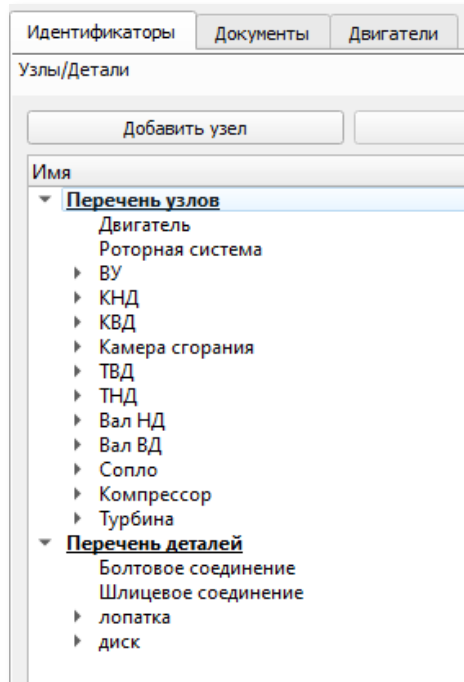 Идентификаторы Документы Двигатели
Узлы/Детали
Добавить узел
Имя
Перечень узлов
Двигатель
Роторная система
ВУ
КНД
КВД
Камера сгорания
ТВД
ТНД
Вал НД
Вал ВД
Сопло
Компрессор
Турбина
Перечень деталей
Болтовое соединение
Шлицевое соединение
лопатка
диск